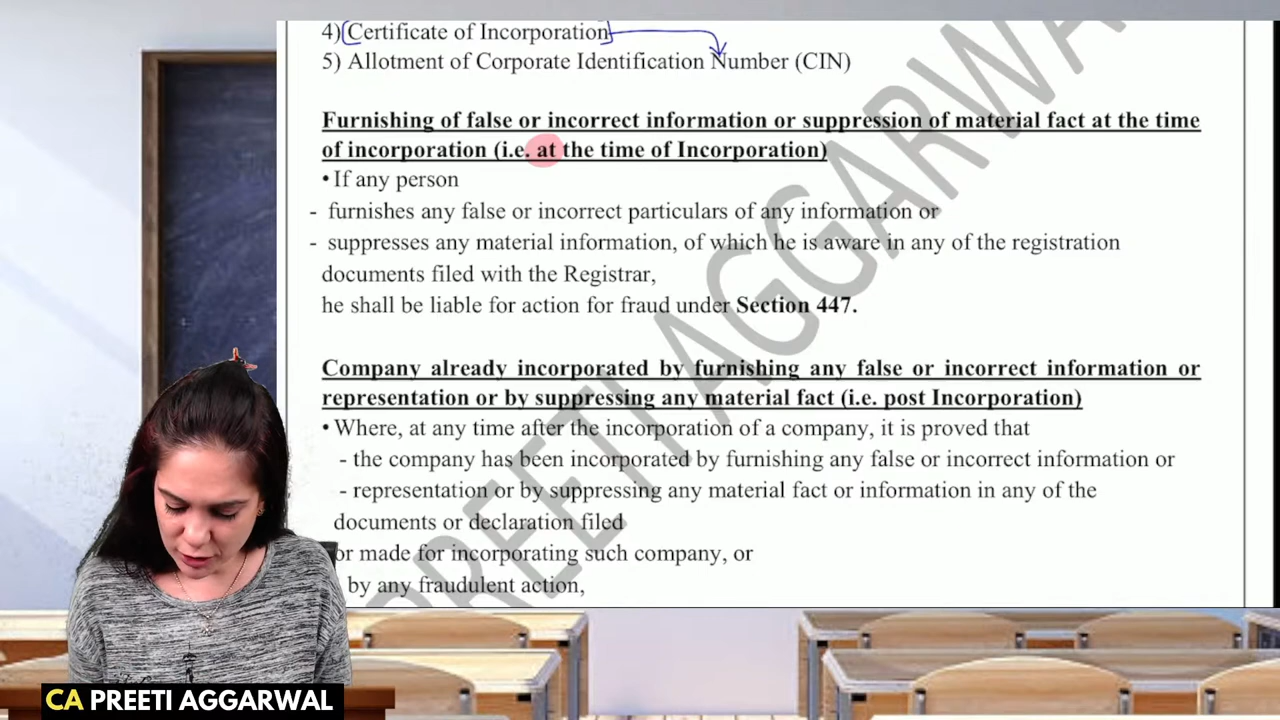 4) Certificate of Incorporation
5) Allotment of Corporate Identification Number (CIN)
Furnishing of false or incorrect information or suppression of material fact at the time
of incorporation (i.e. at the time of Incorporation)
• If any person
- furnishes any false or incorrect particulars of any information or
- suppresses any material information, of which he is aware in any of the registration
documents filed with the Registrar,
he shall be liable for action for fraud under Section 447.
Company already incorporated by furnishing any false or incorrect information or
representation or by suppressing any material fact (i.e. post Incorporation)
• Where, at any time after the incorporation of a company, it is proved that
- the company has been incorporated by furnishing any false or incorrect information or
- representation or by suppressing any material fact or information in any of the
documents or declaration filed
or made for incorporating such company, or
by any fraudulent action,
PREETI AGGARWA
CA PREETI AGGARWAL